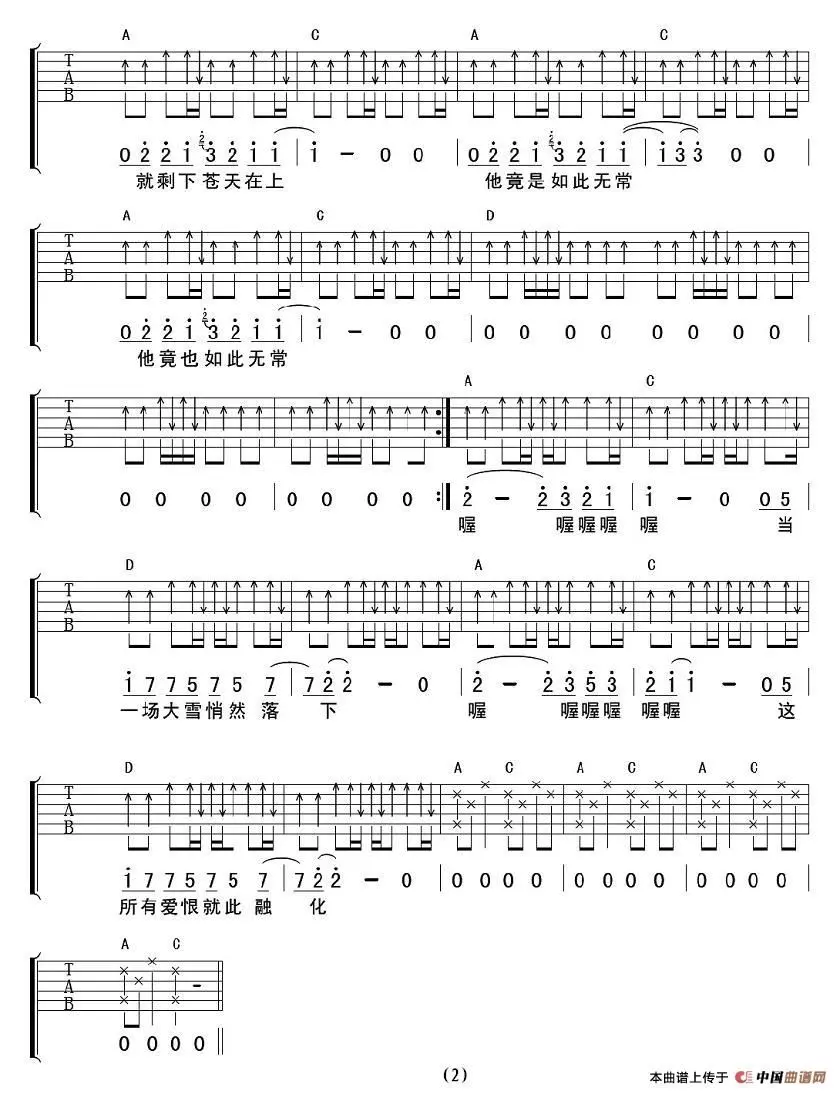 A C A C
T A B
0 2 2 1 2 3 2 1 1 | 1 - 0 0 | 0 2 2 1 2 3 2 1 1 | 1 3 3 0 0
就剩下 苍天在上 他竟是 如此无常
A C D
T A B
0 2 2 1 2 3 2 1 1 | 1 - 0 0 | 0 0 0 0 | 0 0 0 0
他竟也如此无常
A C
T A B
0 0 0 0 | 0 0 0 0 :| 2 - 2 3 2 1 | 1 - 0 0 5
喔 喔喔喔 喔 当
D A C
T A B
1 7 7 5 7 5 7 | 7 2 2 - 0 | 2 - 2 3 5 3 | 2 1 1 - 0 5
一场大雪悄然 落 下 喔 喔喔喔 喔喔 这
D A C A C A C
T A B
1 7 7 5 7 5 7 | 7 2 2 - 0 | 0 0 0 0 | 0 0 0 0 | 0 0 0 0
所有爱恨就此 融 化
A C
T A B
0 0 0 0
(2)
本曲谱上传于 中国曲谱网